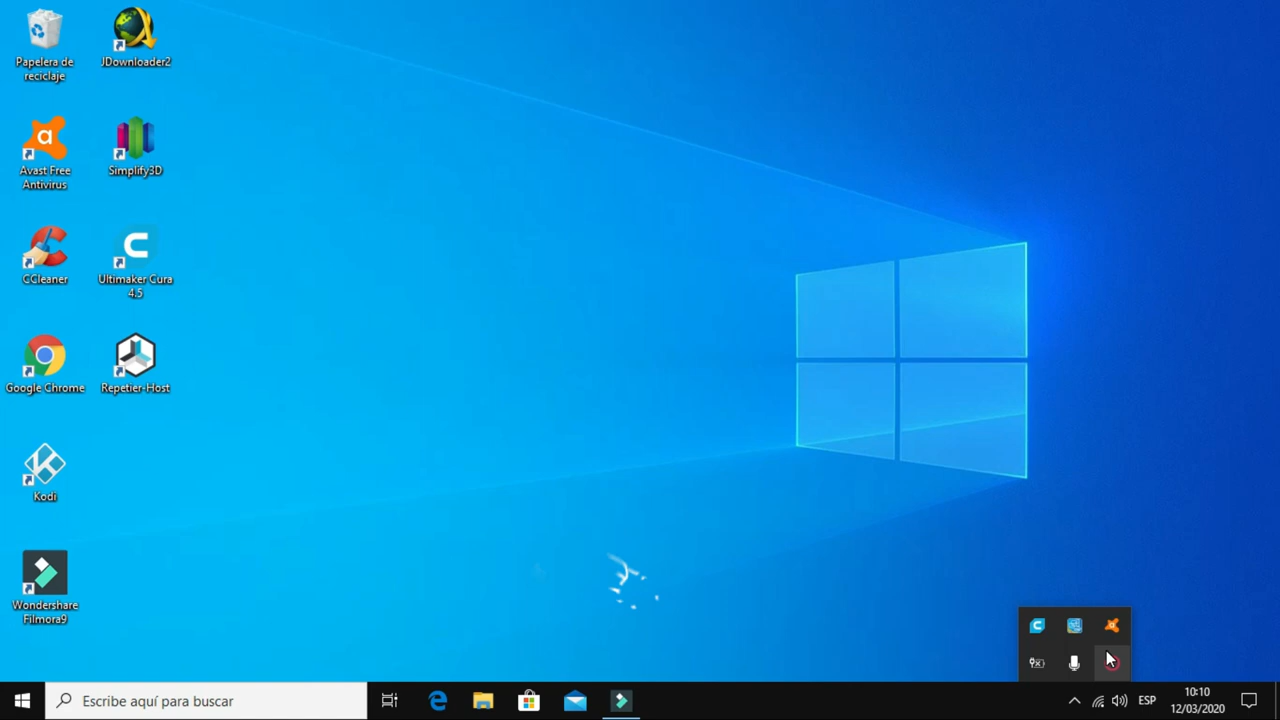 Papelera de
reciclaje
JDownloader2
Avast Free
Antivirus
Simplify3D
CCleaner
Ultimaker Cura
4.5
Google Chrome
Repetier-Host
Kodi
Wondershare
Filmora9
Escribe aquí para buscar
ESP
10:10
12/03/2020